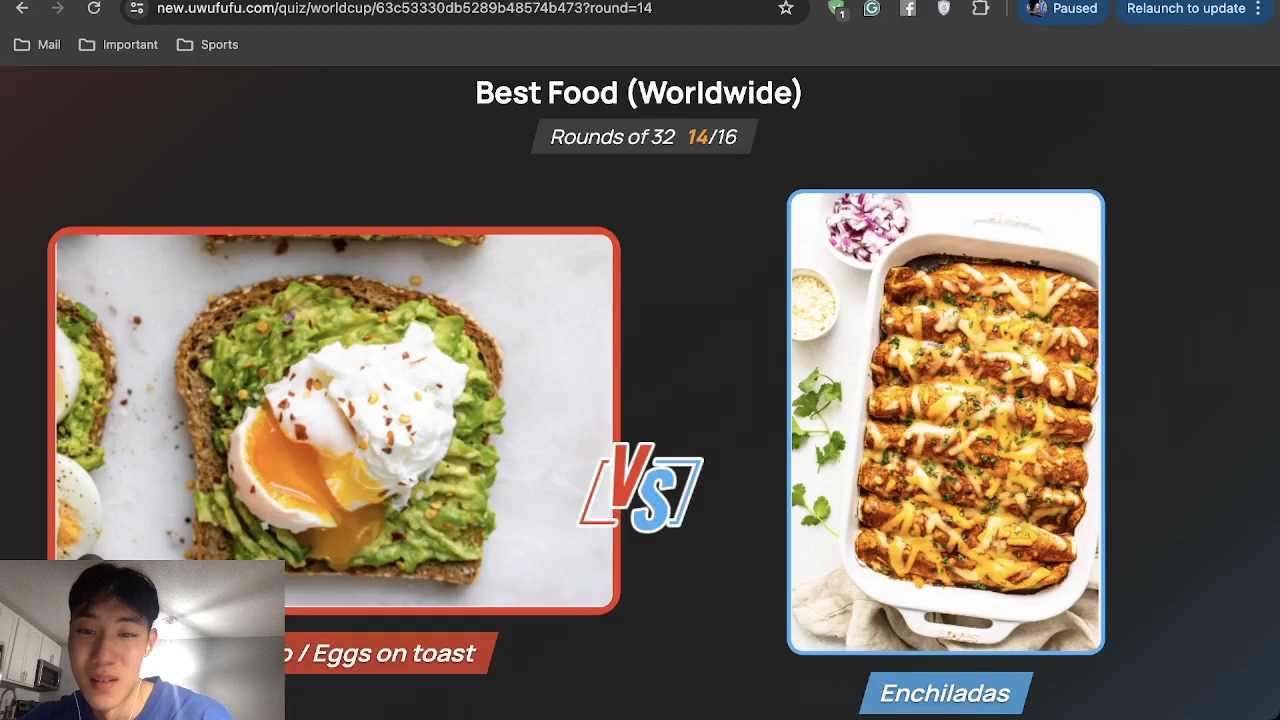 new.uwufufu.com/quiz/worldcup/63c53330db5289b48574b473?round=14
1
Paused
Relaunch to update
Mail
Important
Sports
Best Food (Worldwide)
Rounds of 32 14/16
VS
/ Eggs on toast
Enchiladas